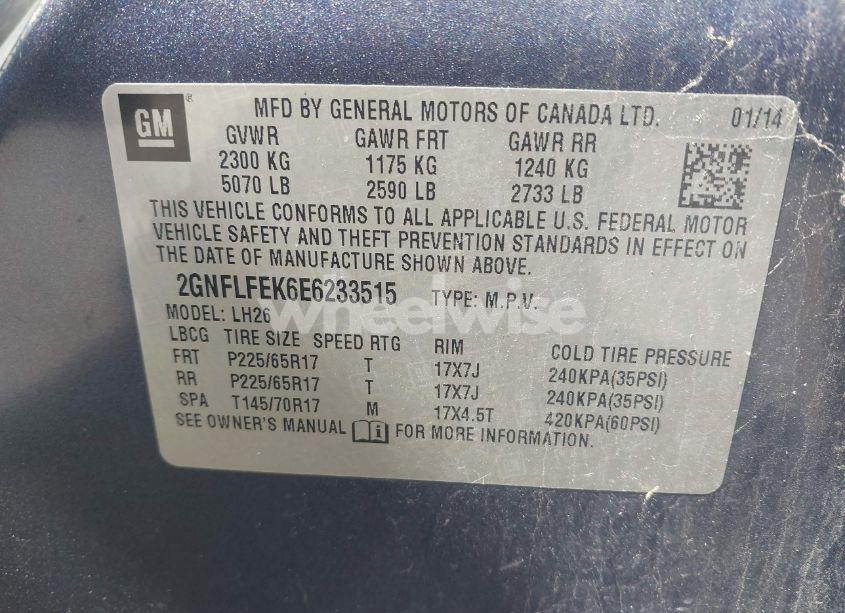 GM ®
MFD BY GENERAL MOTORS OF CANADA LTD. 01/14
GVWR GAWR FRT GAWR RR
2300 KG 1175 KG 1240 KG
5070 LB 2590 LB 2733 LB
THIS VEHICLE CONFORMS TO ALL APPLICABLE U.S. FEDERAL MOTOR
VEHICLE SAFETY AND THEFT PREVENTION STANDARDS IN EFFECT ON
THE DATE OF MANUFACTURE SHOWN ABOVE.
2GNFLFEK6E6233515 TYPE: M.P.V.
MODEL: LH26
wheelwise
LBCG TIRE SIZE SPEED RTG RIM COLD TIRE PRESSURE
FRT P225/65R17 T 17X7J 240KPA(35PSI)
RR P225/65R17 T 17X7J 240KPA(35PSI)
SPA T145/70R17 M 17X4.5T 420KPA(60PSI)
SEE OWNER'S MANUAL i FOR MORE INFORMATION.